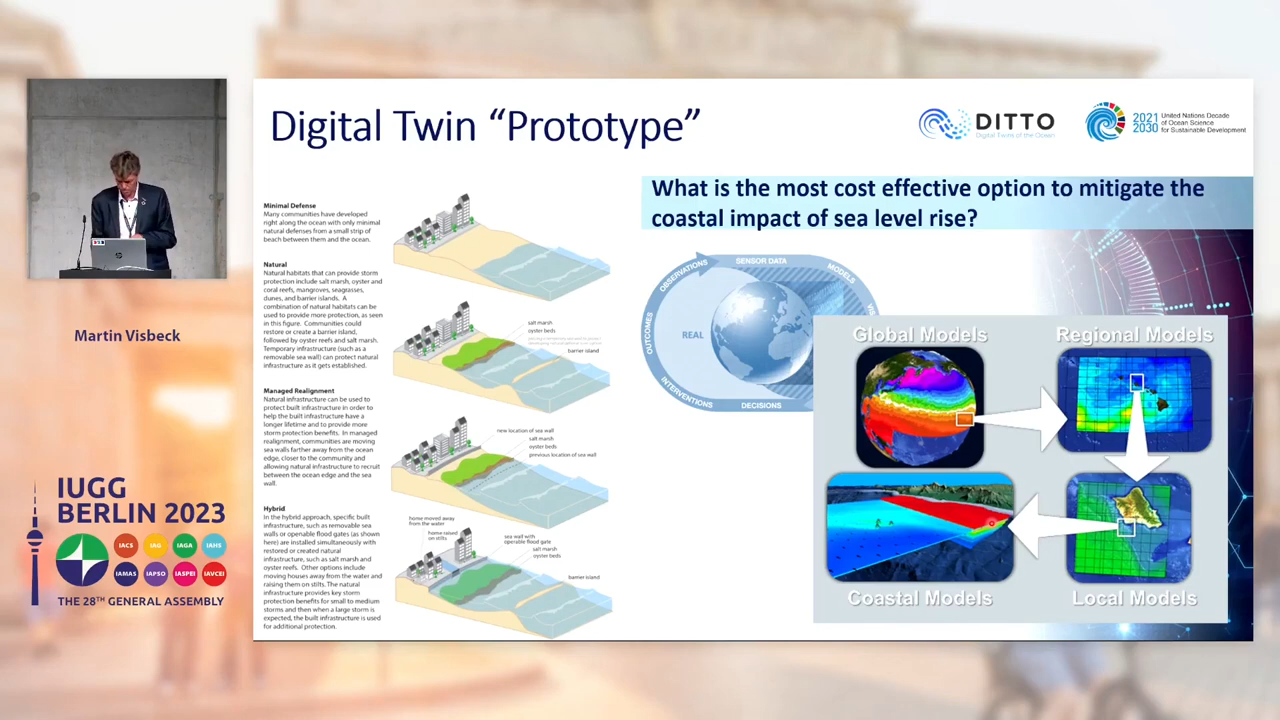 Digital Twin “Prototype”
DITTO
Digital Twins of the Ocean
2021
2030
United Nations Decade
of Ocean Science
for Sustainable Development
What is the most cost effective option to mitigate the
coastal impact of sea level rise?
Minimal Defense
Many communities have developed
right along the ocean with only minimal
natural defenses from a small strip of
beach between them and the ocean.
Natural
Natural habitats that can provide storm
protection include salt marsh, oyster and
coral reefs, mangroves, seagrasses,
dunes, and barrier islands. A
combination of natural habitats can be
used to provide more protection, as seen
in this figure. Communities could
restore or create a barrier island,
followed by oyster reefs and salt marsh.
Temporary infrastructure (such as a
removable sea wall) can protect natural
infrastructure as it gets established.
salt marsh
oyster beds
barrier island
Managed Realignment
Natural infrastructure can be used to
protect built infrastructure in order to
help the built infrastructure have a
longer lifetime and to provide more
storm protection benefits. In managed
realignment, communities are moving
sea walls farther away from the ocean
edge, closer to the community and
allowing natural infrastructure to recruit
between the ocean edge and the sea
wall.
new location of sea wall
salt marsh
oyster beds
previous location of sea wall
Hybrid
In the hybrid approach, specific built
infrastructure, such as removable sea
walls or openable flood gates (as shown
here) are installed simultaneously with
restored or created natural
infrastructure, such as salt marsh and
oyster reefs. Other options include
moving houses away from the water and
raising them on stilts. The natural
infrastructure provides key storm
protection benefits for small to medium
storms and then when a large storm is
expected, the built infrastructure is used
for additional protection.
home moved away
from the water
home raised
on stilts
sea wall with
openable flood gate
salt marsh
oyster beds
barrier island
OBSERVATIONS
SENSOR DATA
MODELS
OUTCOMES
REAL
INTERVENTIONS
DECISIONS
Global Models
Regional Models
Coastal Models
Local Models
Martin Visbeck
IUGG
BERLIN 2023
IACS
IAG
IAGA
IAHS
IAMAS
IAPSO
IASPEI
IAVCEI
THE 28TH GENERAL ASSEMBLY